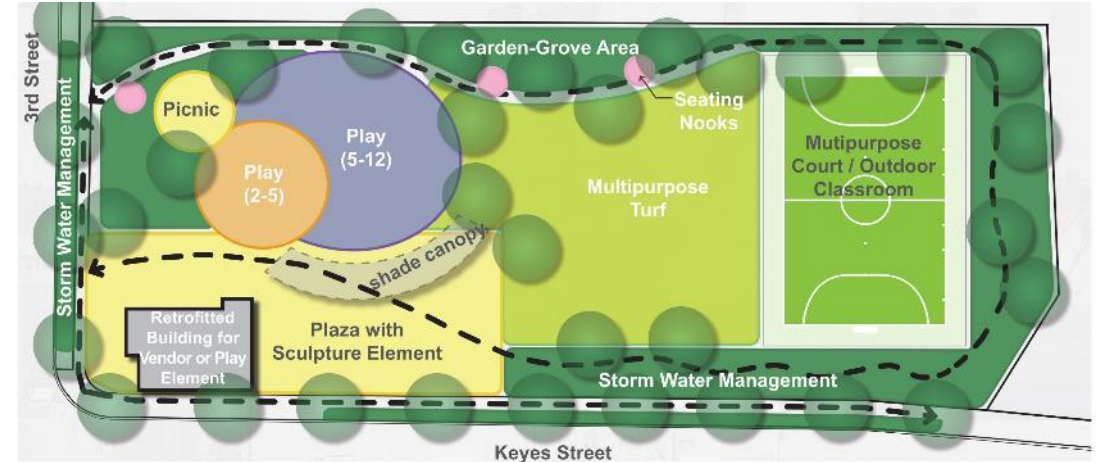 3rd Street
Storm Water Management
Garden-Grove Area
Picnic
Play
(5-12)
Play
(2-5)
Seating
Nooks
Multipurpose
Turf
Mutipurpose
Court / Outdoor
Classroom
shade canopy
Retrofitted
Building for
Vendor or Play
Element
Plaza with
Sculpture Element
Storm Water Management
Keyes Street